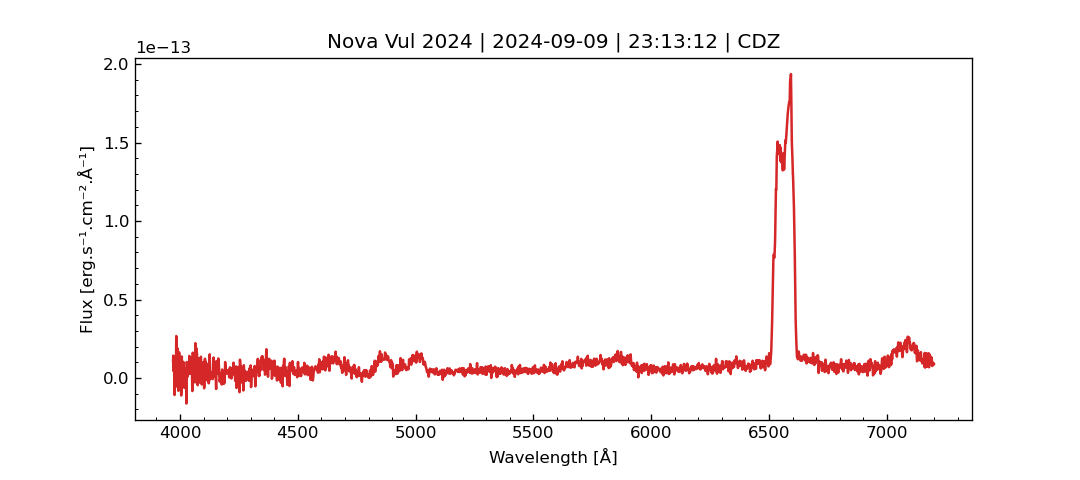 Nova Vul 2024 | 2024-09-09 | 23:13:12 | CDZ
1e−13
2.0
1.5
1.0
0.5
0.0
Flux [erg.s⁻¹.cm⁻².Å⁻¹]
4000 4500 5000 5500 6000 6500 7000
Wavelength [Å]